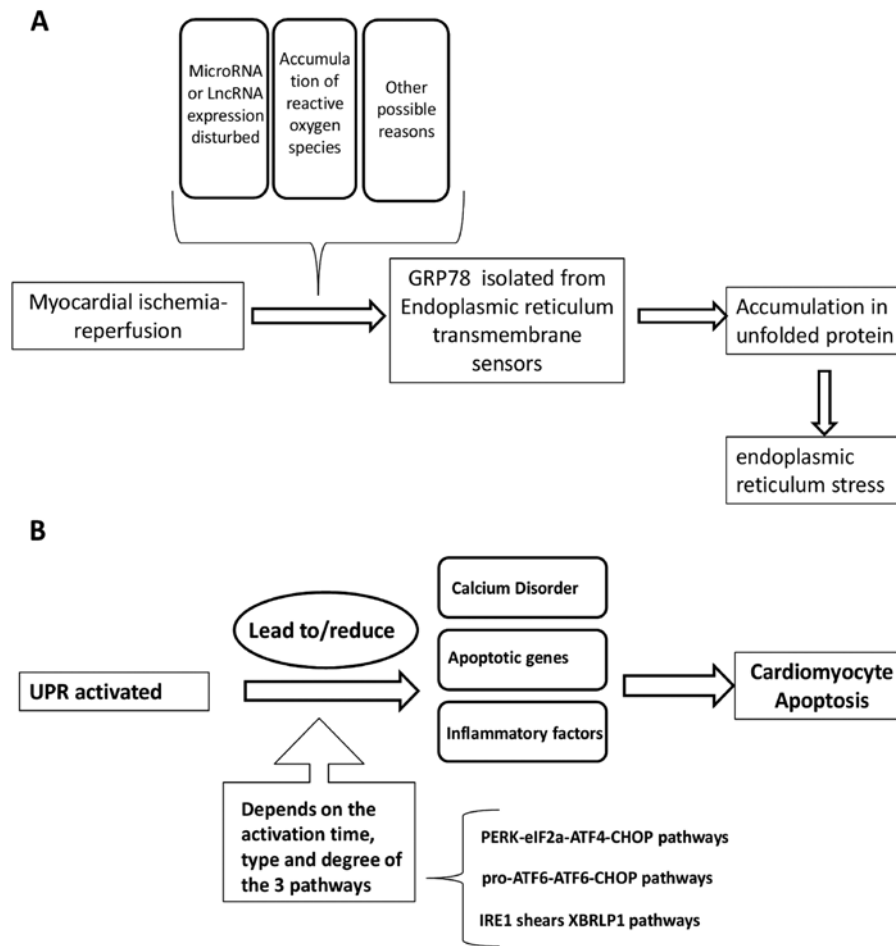 A
MicroRNA
or LncRNA
expression
disturbed
Accumula
tion of
reactive
oxygen
species
Other
possible
reasons
Myocardial ischemia-
reperfusion
GRP78 isolated from
Endoplasmic reticulum
transmembrane
sensors
Accumulation in
unfolded protein
endoplasmic
reticulum stress
B
UPR activated
Lead to/reduce
Calcium Disorder
Apoptotic genes
Inflammatory factors
Cardiomyocyte
Apoptosis
Depends on the
activation time,
type and degree of
the 3 pathways
PERK-eIF2a-ATF4-CHOP pathways
pro-ATF6-ATF6-CHOP pathways
IRE1 shears XBRLP1 pathways